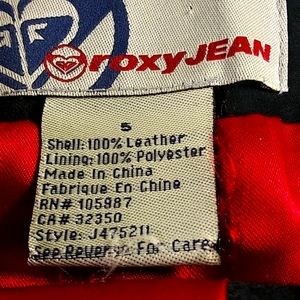 roxyJEAN
5
Shell: 100% Leather
Lining: 100% Polyester
Made In China
Fabrique En China
RN# 105987
CA# 32350
Style: J475211
See Reverse For Care